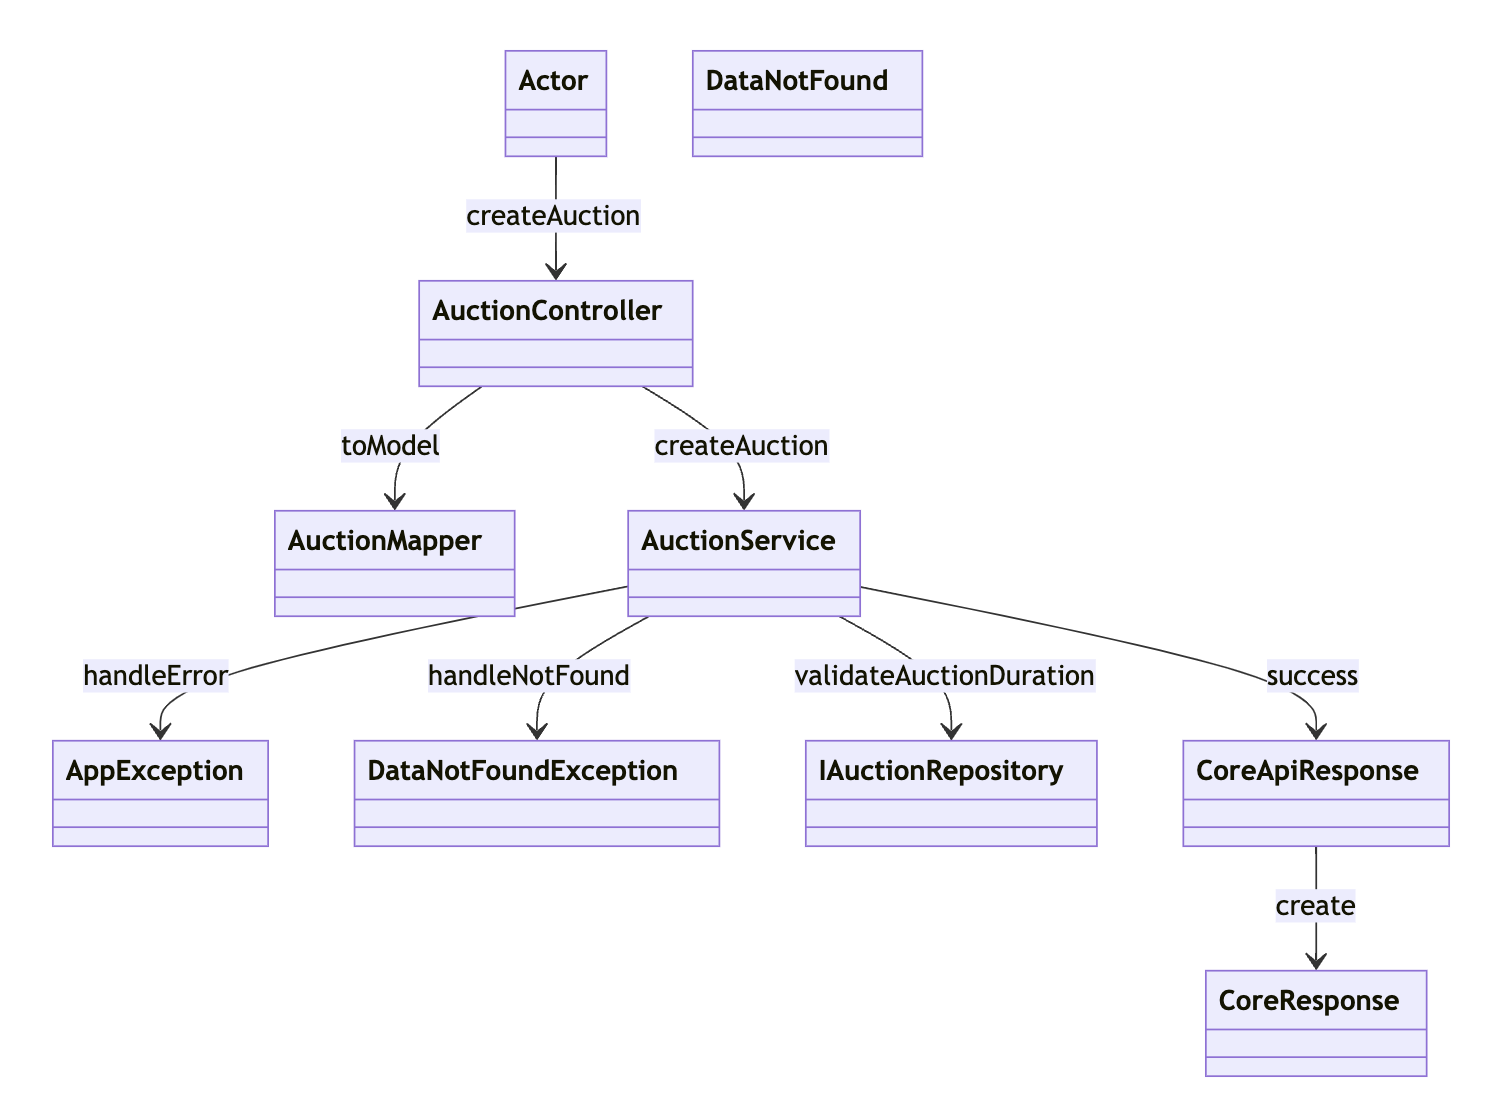 Actor
DataNotFound
createAuction
AuctionController
toModel
createAuction
AuctionMapper
AuctionService
handleError
handleNotFound
validateAuctionDuration
success
AppException
DataNotFoundException
IAuctionRepository
CoreApiResponse
create
CoreResponse